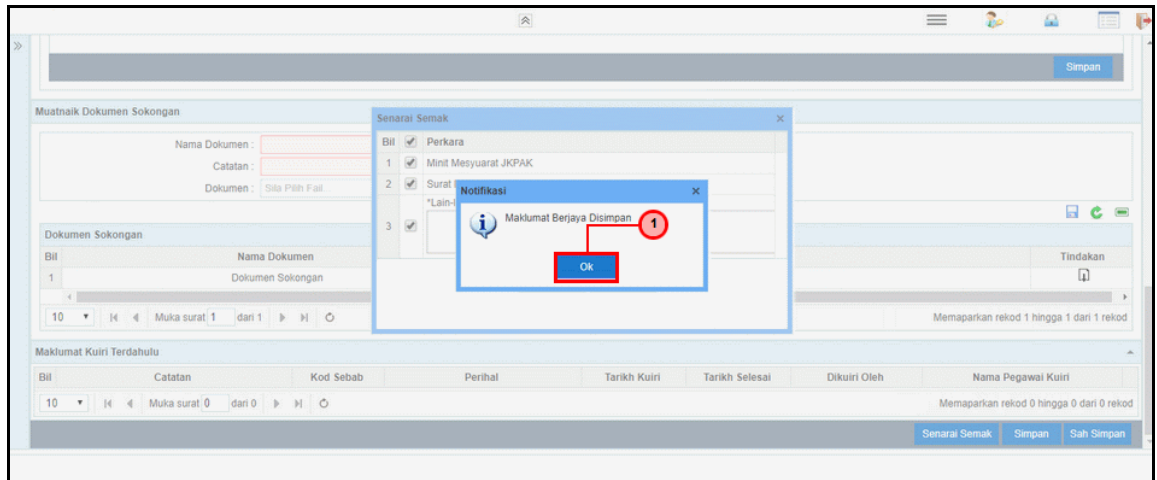 Simpan
Muatnaik Dokumen Sokongan
Nama Dokumen :
Catatan :
Dokumen : Sila Pilih Fail...
Dokumen Sokongan
Bil Nama Dokumen Tindakan
1 Dokumen Sokongan
10 Muka surat 1 dari 1 Memaparkan rekod 1 hingga 1 dari 1 rekod
Senarai Semak
Bil Perkara
1 Minit Mesyuarat JKPAK
2 Surat
*Lain-l
3
Notifikasi
Maklumat Berjaya Disimpan
1
Ok
Maklumat Kuiri Terdahulu
Bil Catatan Kod Sebab Perihal Tarikh Kuiri Tarikh Selesai Dikuiri Oleh Nama Pegawai Kuiri
10 Muka surat 0 dari 0 Memaparkan rekod 0 hingga 0 dari 0 rekod
Senarai Semak Simpan Sah Simpan